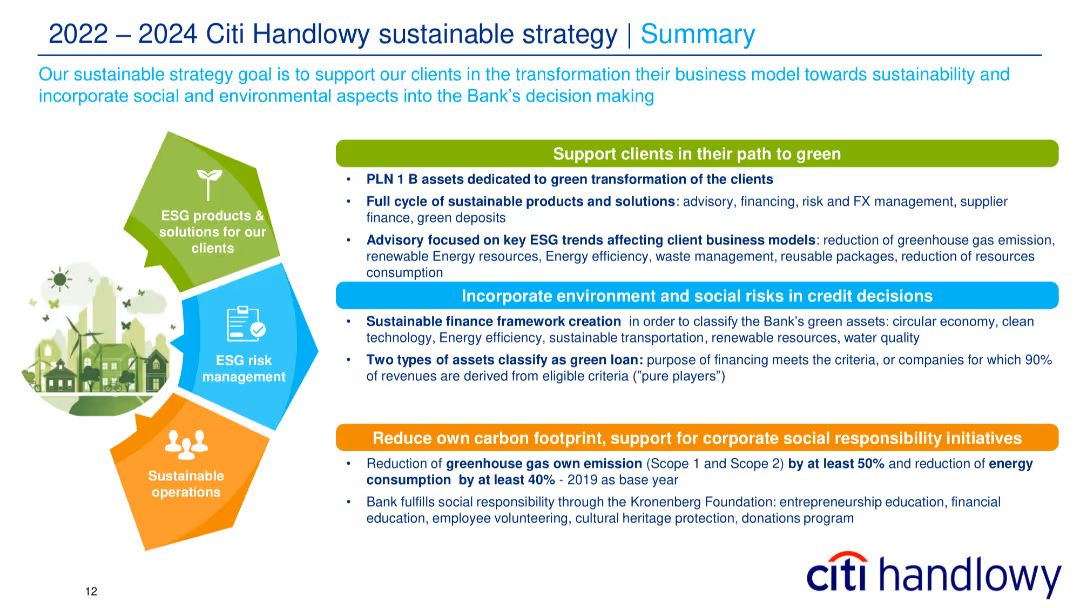 2022 – 2024 Citi Handlowy sustainable strategy | Summary
Our sustainable strategy goal is to support our clients in the transformation their business model towards sustainability and
incorporate social and environmental aspects into the Bank's decision making
ESG products &
solutions for our
clients
Support clients in their path to green
• PLN 1 B assets dedicated to green transformation of the clients
• Full cycle of sustainable products and solutions: advisory, financing, risk and FX management, supplier
finance, green deposits
• Advisory focused on key ESG trends affecting client business models: reduction of greenhouse gas emission,
renewable Energy resources, Energy efficiency, waste management, reusable packages, reduction of resources
consumption
ESG risk
management
Incorporate environment and social risks in credit decisions
• Sustainable finance framework creation in order to classify the Bank's green assets: circular economy, clean
technology, Energy efficiency, sustainable transportation, renewable resources, water quality
• Two types of assets classify as green loan: purpose of financing meets the criteria, or companies for which 90%
of revenues are derived from eligible criteria ("pure players")
Sustainable
operations
Reduce own carbon footprint, support for corporate social responsibility initiatives
• Reduction of greenhouse gas own emission (Scope 1 and Scope 2) by at least 50% and reduction of energy
consumption by at least 40% - 2019 as base year
• Bank fulfills social responsibility through the Kronenberg Foundation: entrepreneurship education, financial
education, employee volunteering, cultural heritage protection, donations program
12
citi handlowy